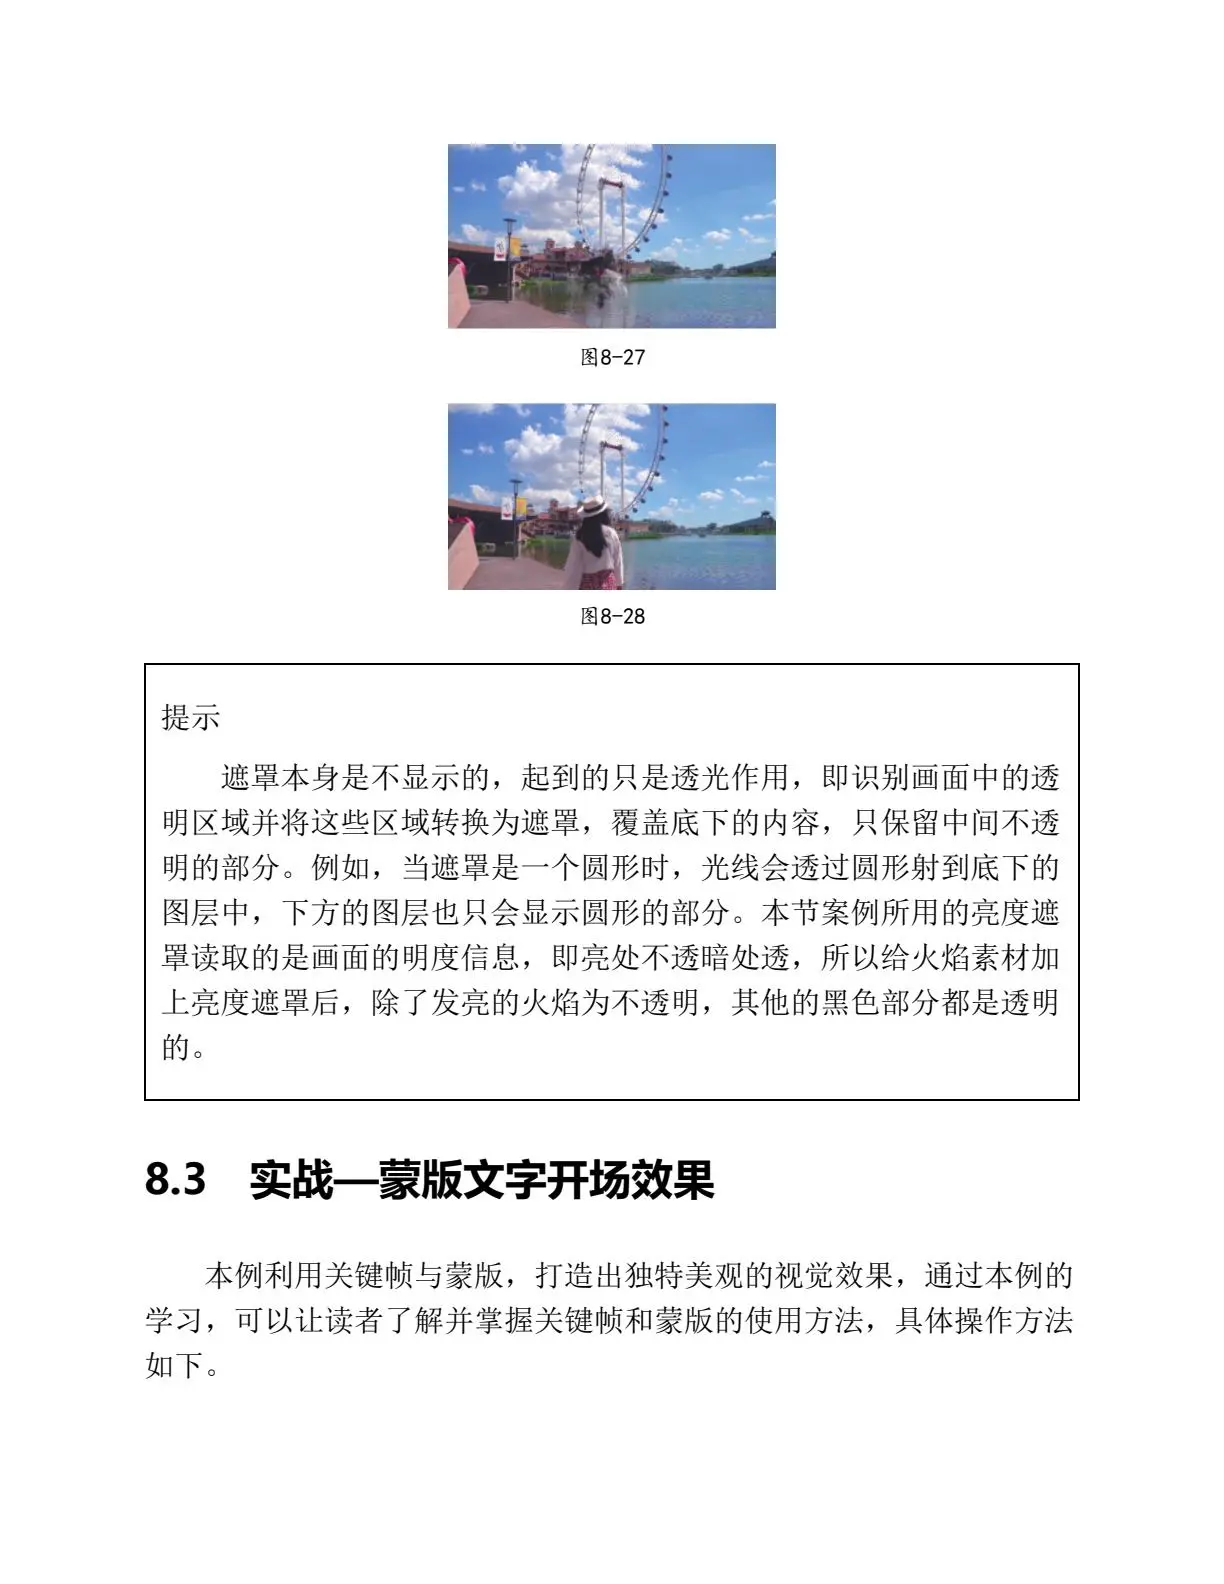 图8-27
图8-28
提示
遮罩本身是不显示的，起到的只是透光作用，即识别画面中的透
明区域并将这些区域转换为遮罩，覆盖底下的内容，只保留中间不透
明的部分。例如，当遮罩是一个圆形时，光线会透过圆形射到底下的
图层中，下方的图层也只会显示圆形的部分。本节案例所用的亮度遮
罩读取的是画面的明度信息，即亮处不透暗处透，所以给火焰素材加
上亮度遮罩后，除了发亮的火焰为不透明，其他的黑色部分都是透明
的。
8.3 实战—蒙版文字开场效果
本例利用关键帧与蒙版，打造出独特美观的视觉效果，通过本例的
学习，可以让读者了解并掌握关键帧和蒙版的使用方法，具体操作方法
如下。